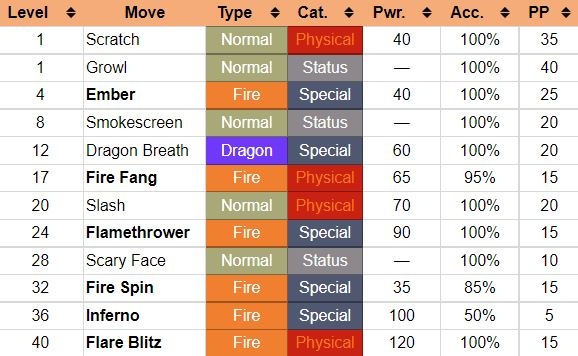 Level Move Type Cat. Pwr. Acc. PP
1 Scratch Normal Physical 40 100% 35
1 Growl Normal Status — 100% 40
4 Ember Fire Special 40 100% 25
8 Smokescreen Normal Status — 100% 20
12 Dragon Breath Dragon Special 60 100% 20
17 Fire Fang Fire Physical 65 95% 15
20 Slash Normal Physical 70 100% 20
24 Flamethrower Fire Special 90 100% 15
28 Scary Face Normal Status — 100% 10
32 Fire Spin Fire Special 35 85% 15
36 Inferno Fire Special 100 50% 5
40 Flare Blitz Fire Physical 120 100% 15